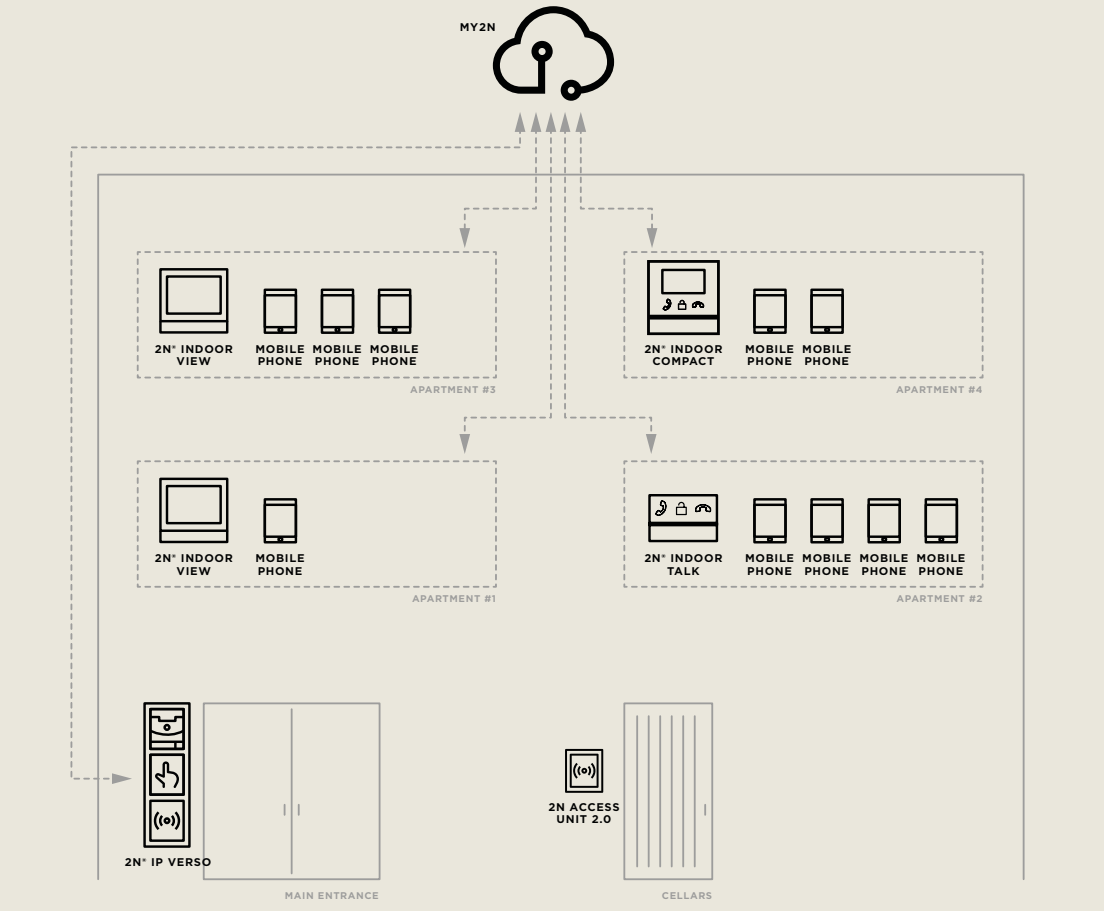 MY2N
2N® INDOOR
VIEW
MOBILE
PHONE
MOBILE
PHONE
MOBILE
PHONE
APARTMENT #3
2N® INDOOR
COMPACT
MOBILE
PHONE
MOBILE
PHONE
APARTMENT #4
2N® INDOOR
VIEW
MOBILE
PHONE
APARTMENT #1
2N® INDOOR
TALK
MOBILE
PHONE
MOBILE
PHONE
MOBILE
PHONE
MOBILE
PHONE
APARTMENT #2
2N® IP VERSO
MAIN ENTRANCE
2N ACCESS
UNIT 2.0
CELLARS